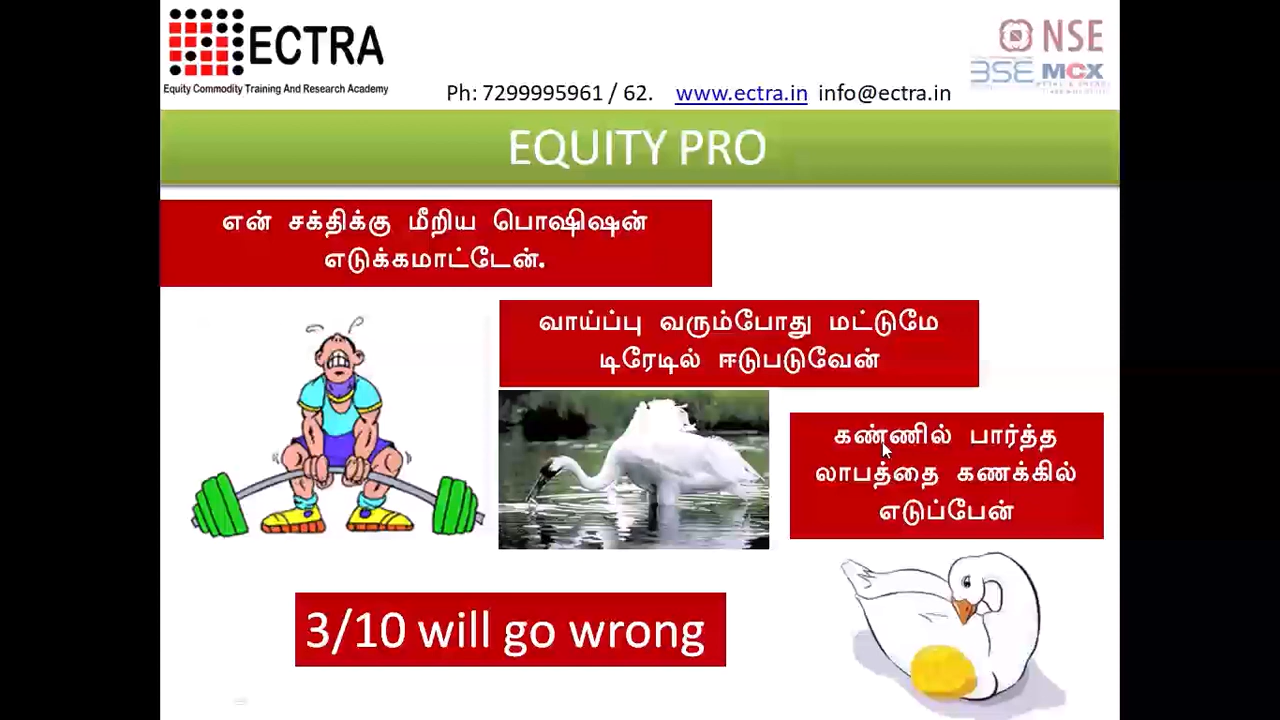 ECTRA
Equity Commodity Training And Research Academy
NSE
BSE MCX
Ph: 7299995961 / 62. www.ectra.in info@ectra.in
EQUITY PRO
என் சக்திக்கு மீறிய பொஷிஷன்
எடுக்கமாட்டேன்.
வாய்ப்பு வரும்போது மட்டுமே
டிரேடில் ஈடுபடுவேன்
கண்ணில் பார்த்த
லாபத்தை கணக்கில்
எடுப்பேன்
3/10 will go wrong